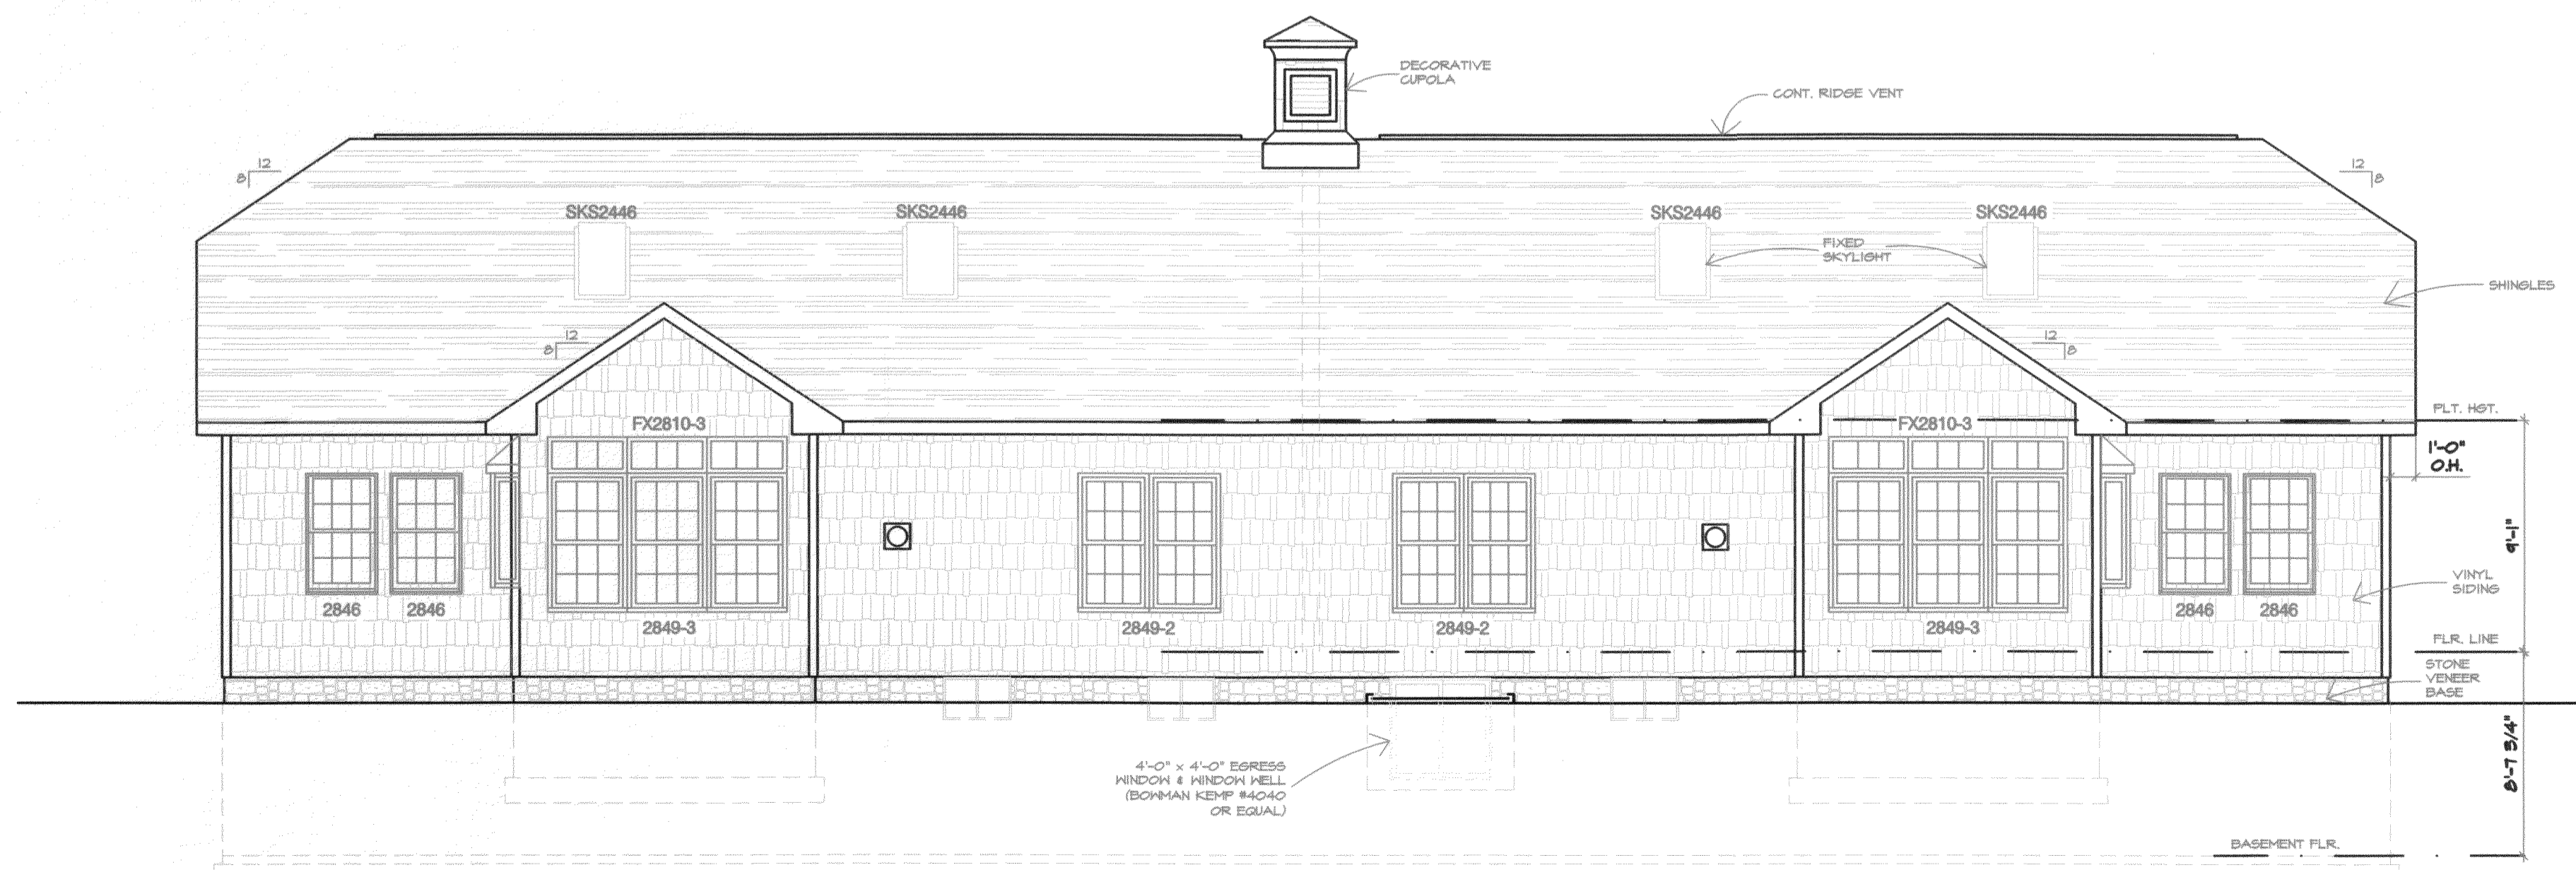 DECORATIVE
CUPOLA
CONT. RIDGE VENT
12
8
12
8
SKS2446
SKS2446
SKS2446
SKS2446
FIXED
SKYLIGHT
SHINGLES
12
8
12
8
PLT. HGT.
FX2810-3
FX2810-3
1'-0"
O.H.
9'-1"
VINYL
SIDING
2846
2846
2849-3
2849-2
2849-2
2849-3
2846
2846
FLR. LINE
STONE
VENEER
BASE
8'-7 3/4"
4'-0" x 4'-0" EGRESS
WINDOW & WINDOW WELL
(BOWMAN KEMP #4040
OR EQUAL)
BASEMENT FLR.